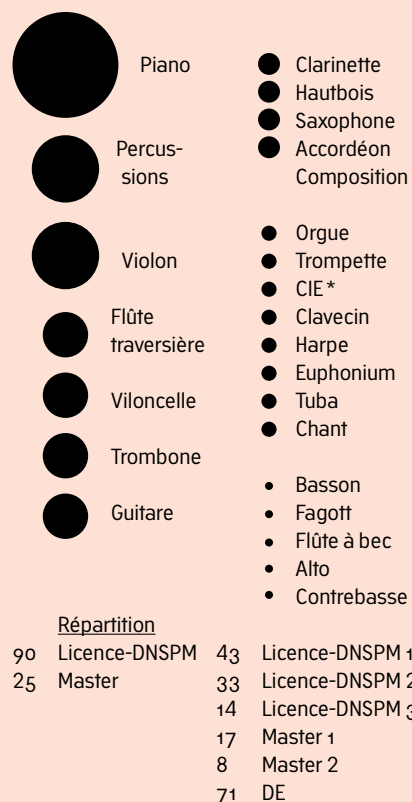 Piano
Percus-
sions
Violon
Flûte
traversière
Viloncelle
Trombone
Guitare
Clarinette
Hautbois
Saxophone
Accordéon
Composition
Orgue
Trompette
CIE*
Clavecin
Harpe
Euphonium
Tuba
Chant
Basson
Fagott
Flûte à bec
Alto
Contrebasse
Répartition
90 Licence-DNSPM
25 Master
43 Licence-DNSPM 1
33 Licence-DNSPM 2
14 Licence-DNSPM 3
17 Master 1
8 Master 2
71 DE